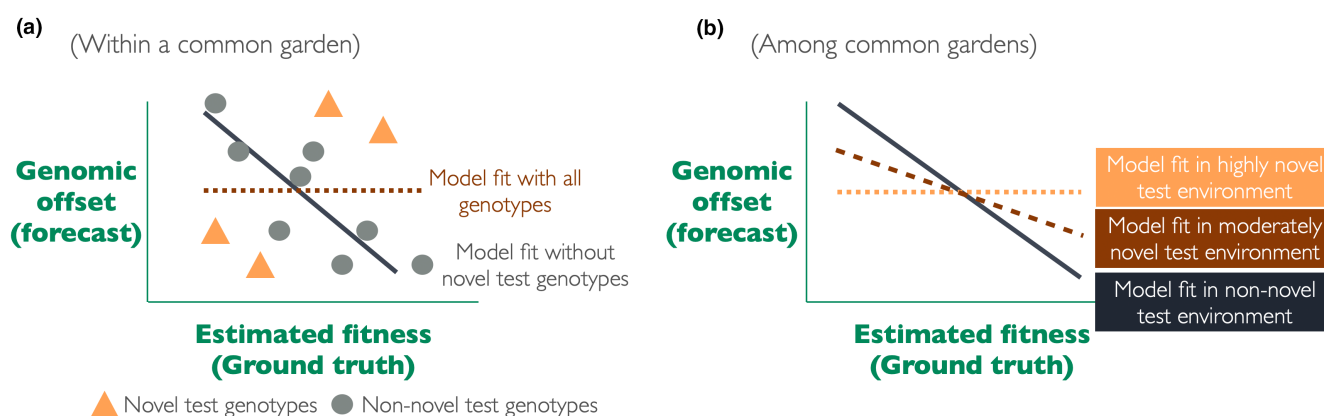 (a)
(Within a common garden)
Genomic
offset
(forecast)
Model fit with all
genotypes
Model fit without
novel test genotypes
Estimated fitness
(Ground truth)
Novel test genotypes
Non-novel test genotypes
(b)
(Among common gardens)
Genomic
offset
(forecast)
Model fit in highly novel
test environment
Model fit in moderately
novel test environment
Model fit in non-novel
test environment
Estimated fitness
(Ground truth)